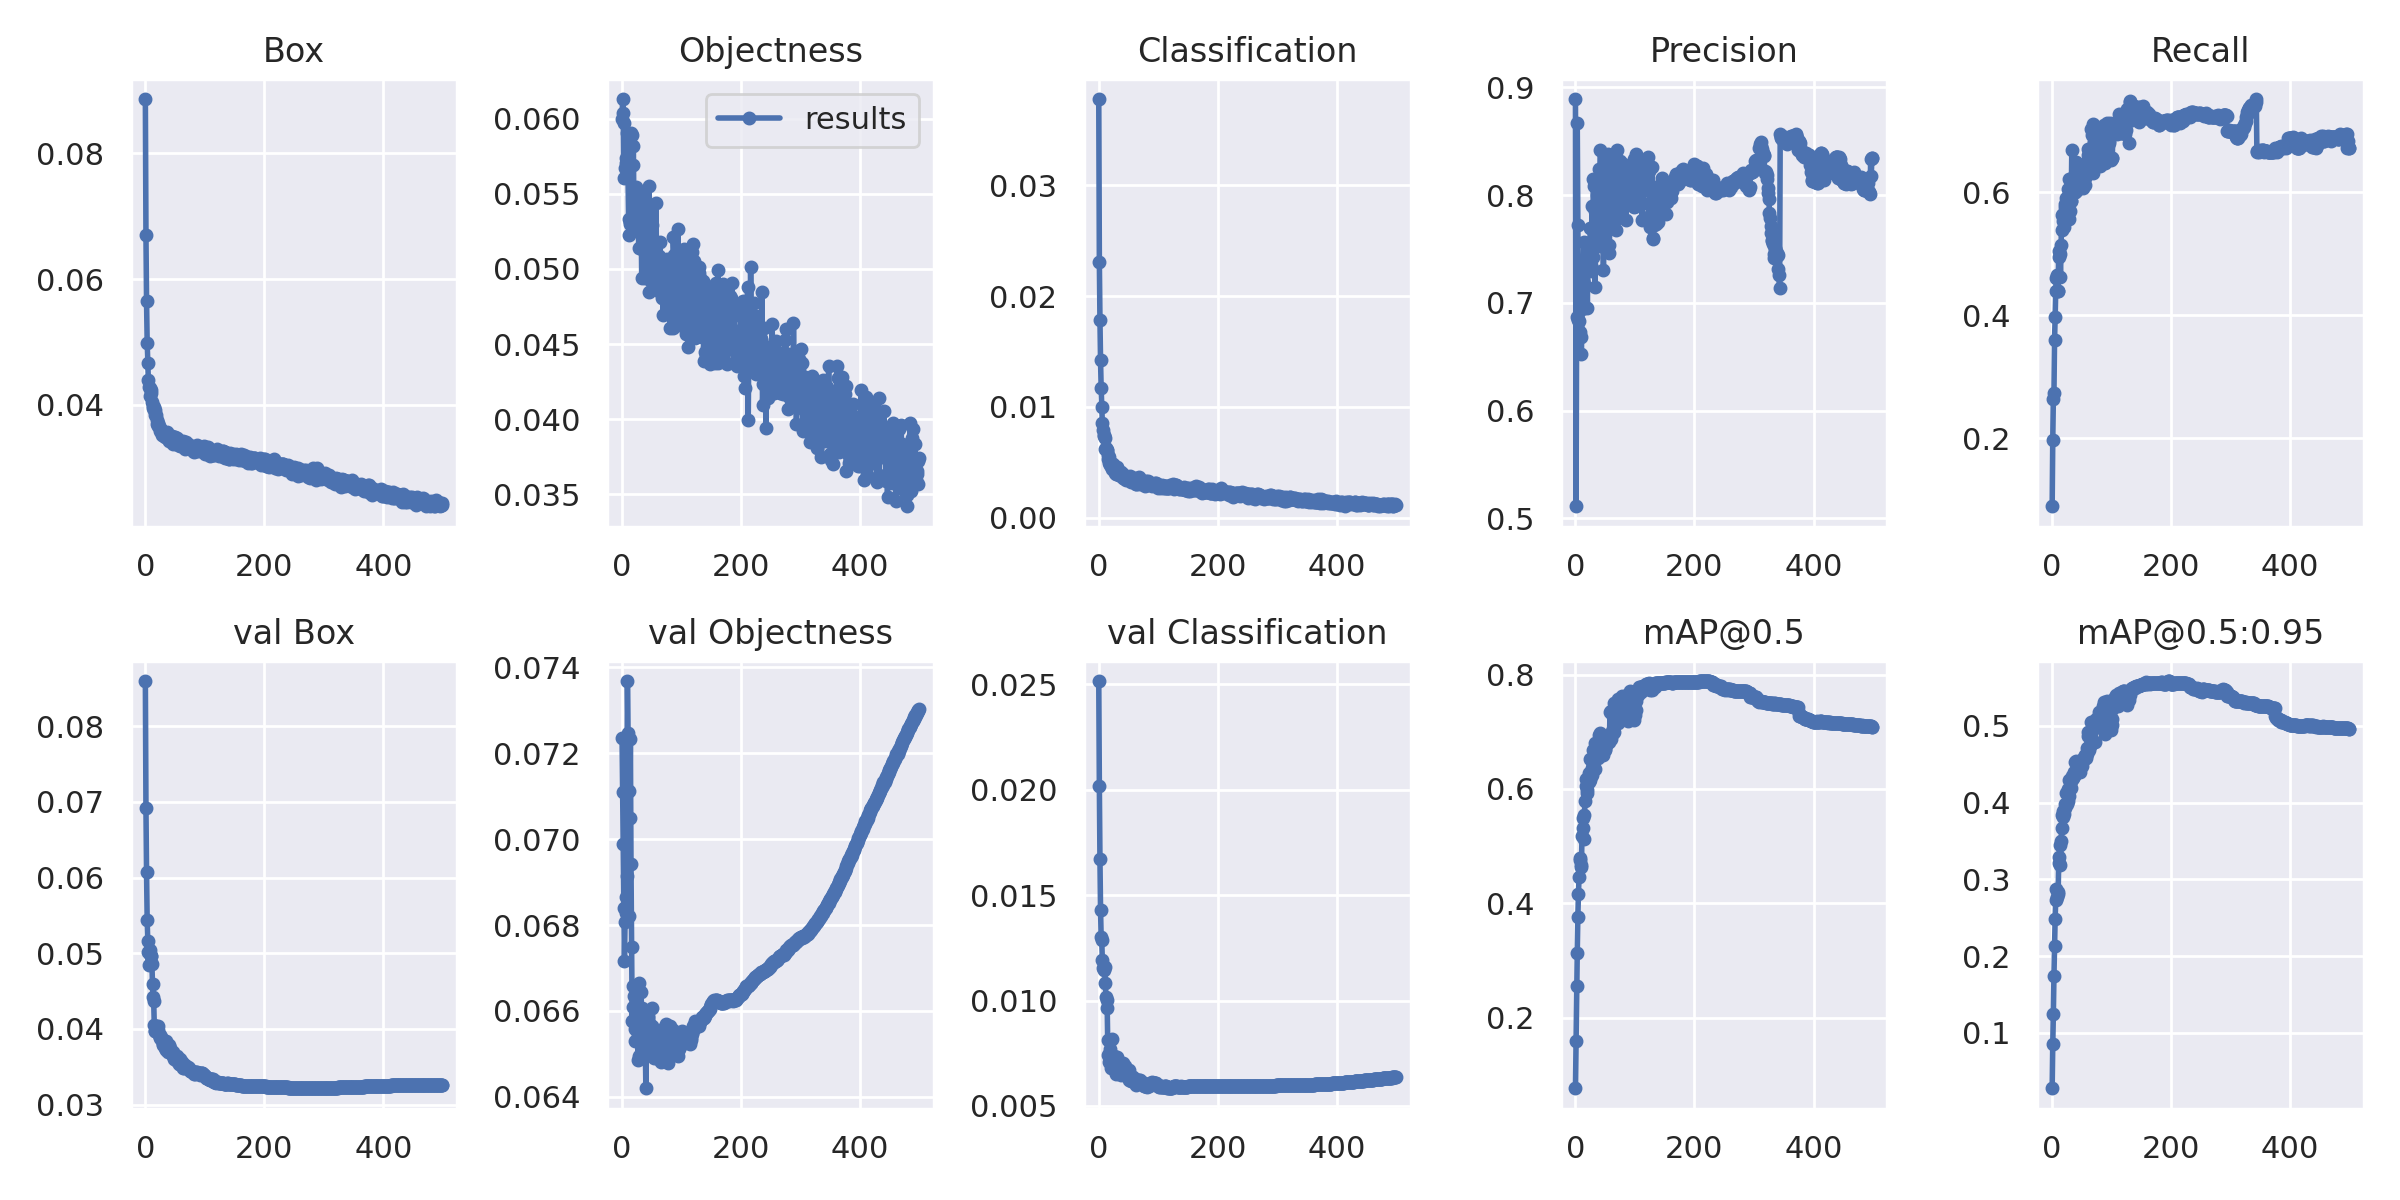 Box
Objectness
Classification
Precision
Recall
0.08
0.06
0.04
0 200 400
results
0.060
0.055
0.050
0.045
0.040
0.035
0 200 400
0.03
0.02
0.01
0.00
0 200 400
0.9
0.8
0.7
0.6
0.5
0 200 400
0.6
0.4
0.2
0 200 400
val Box
val Objectness
val Classification
mAP@0.5
mAP@0.5:0.95
0.08
0.07
0.06
0.05
0.04
0.03
0 200 400
0.074
0.072
0.070
0.068
0.066
0.064
0 200 400
0.025
0.020
0.015
0.010
0.005
0 200 400
0.8
0.6
0.4
0.2
0 200 400
0.5
0.4
0.3
0.2
0.1
0 200 400